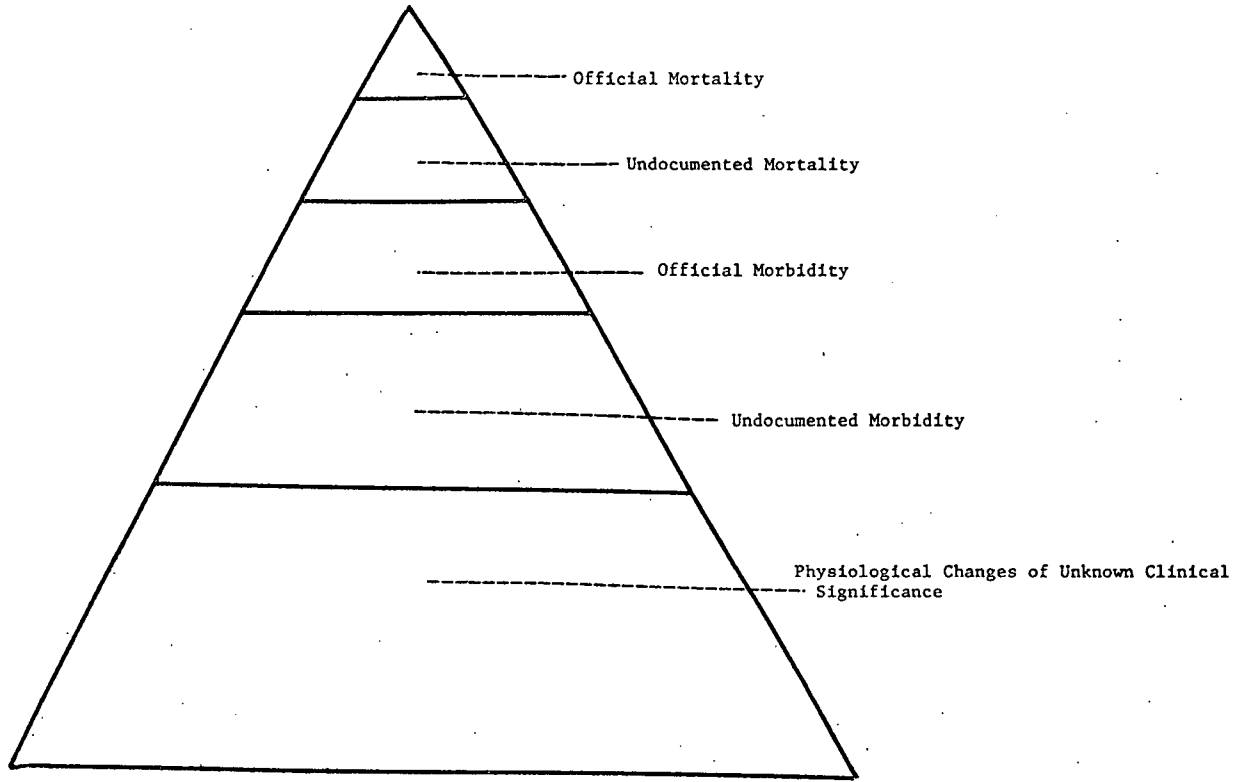 Official Mortality
Undocumented Mortality
Official Morbidity
Undocumented Morbidity
Physiological Changes of Unknown Clinical
Significance